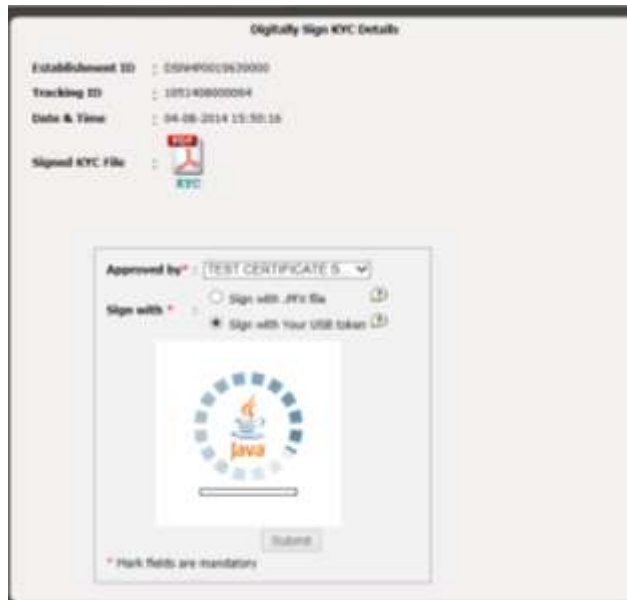 Digitally Sign KYC Details
Establishment ID :
Tracking ID : 1051408000064
Date & Time : 04-08-2014 15:50:16
Signed KYC File :
PDF
KYC
Approved by* : TEST CERTIFICATE S
Sign with * : Sign with .PFX file
Sign with Your USB token
Java
Submit
* Mark fields are mandatory